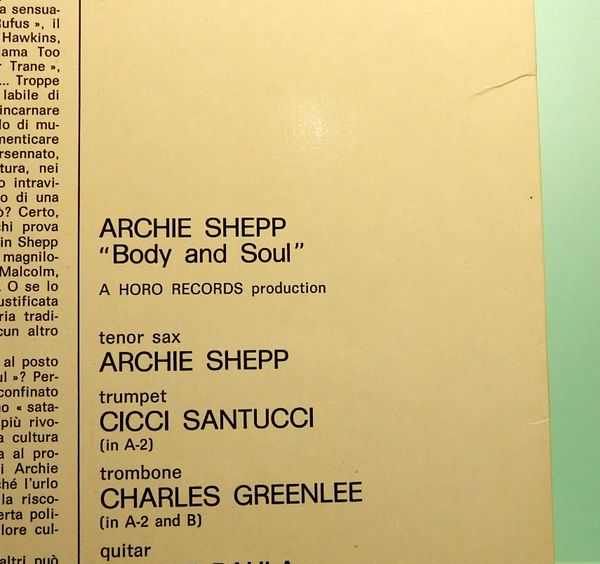 a sensua-
Rufus », il
Hawkins,
ama Too
Trane »,
... Troppe
labile di
incarnare
lo di mu-
menticare
rsennato,
tura, nei
o intravi-
o di una
ò? Certo,
chi prova
in Shepp
magnilo-
Malcolm,
. O se lo
ustificata
ria tradi-
cun altro
al posto
ul »? Per-
confinato
no « sata-
più rivo-
a cultura
a al pro-
i Archie
ché l'urlo
la risco-
erta poli-
lore cul-
altri può
ARCHIE SHEPP
"Body and Soul"
A HORO RECORDS production
tenor sax
ARCHIE SHEPP
trumpet
CICCI SANTUCCI
(in A-2)
trombone
CHARLES GREENLEE
(in A-2 and B)
quitar